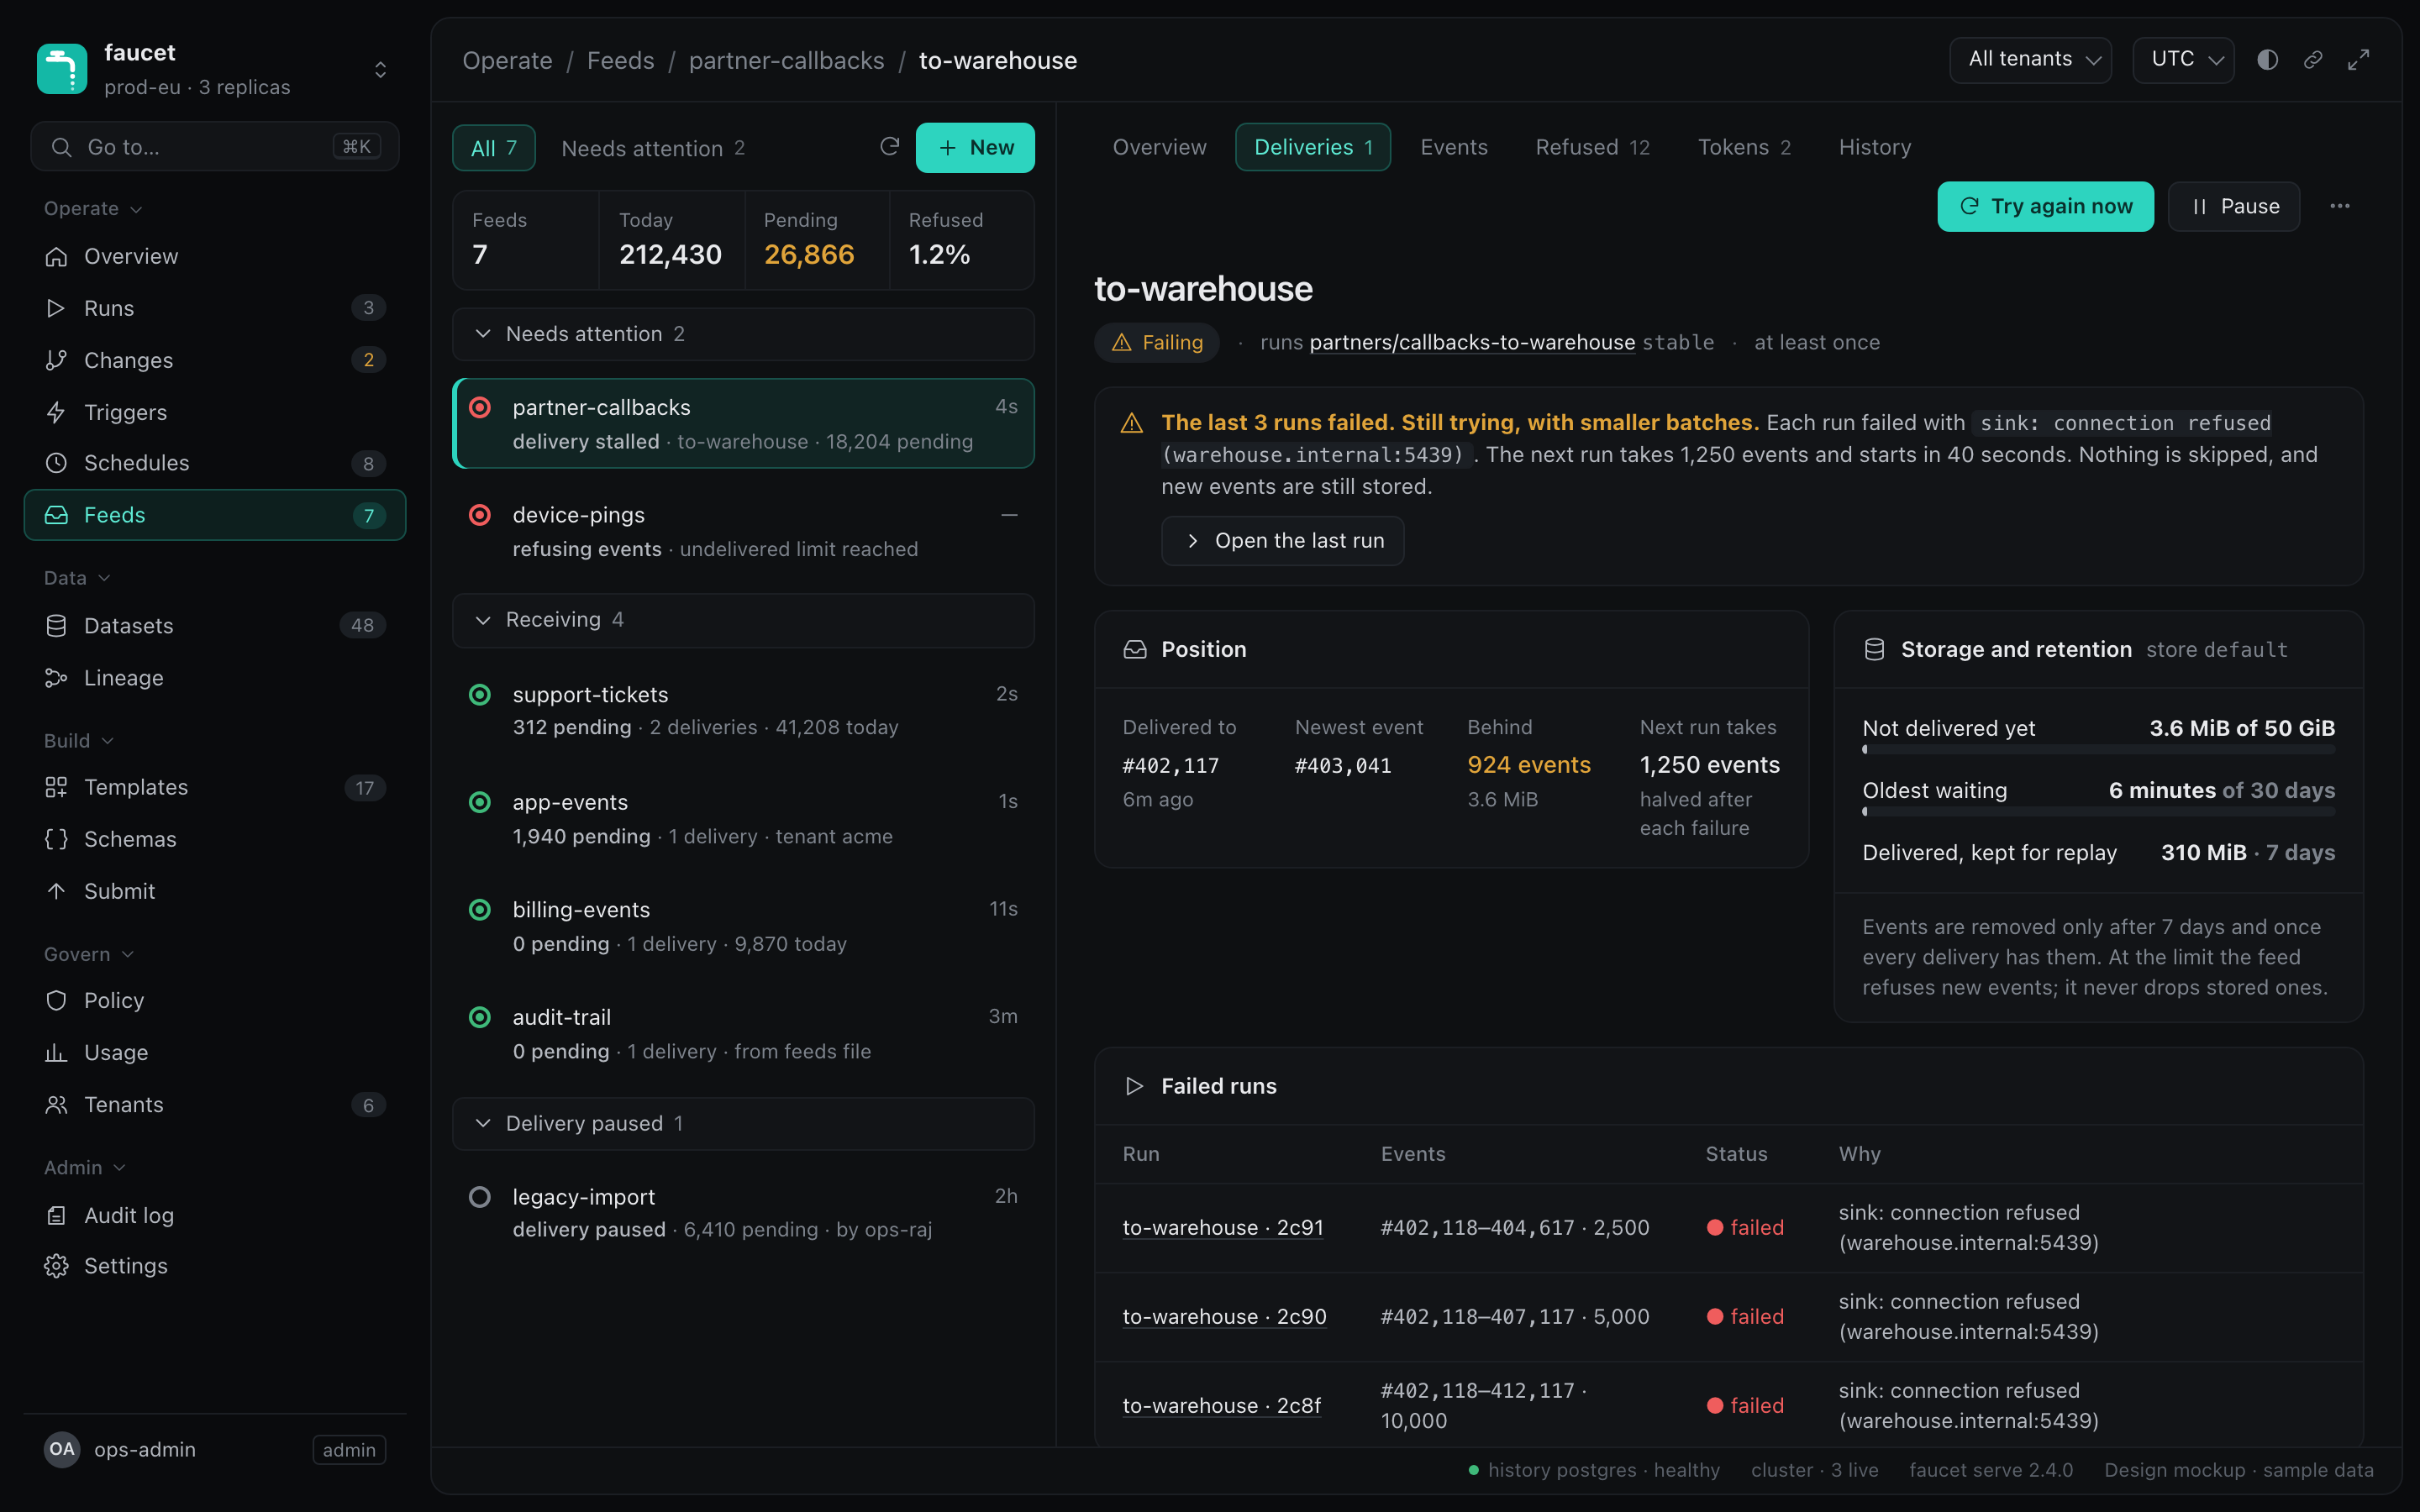 faucet
prod-eu · 3 replicas
Go to...
⌘K
Operate
Overview
Runs 3
Changes 2
Triggers
Schedules 8
Feeds 7
Data
Datasets 48
Lineage
Build
Templates 17
Schemas
Submit
Govern
Policy
Usage
Tenants 6
Admin
Audit log
Settings
OA ops-admin admin
Operate / Feeds / partner-callbacks / to-warehouse
All tenants
UTC
All 7
Needs attention 2
New
Feeds
7
Today
212,430
Pending
26,866
Refused
1.2%
Needs attention 2
partner-callbacks 4s
delivery stalled · to-warehouse · 18,204 pending
device-pings —
refusing events · undelivered limit reached
Receiving 4
support-tickets 2s
312 pending · 2 deliveries · 41,208 today
app-events 1s
1,940 pending · 1 delivery · tenant acme
billing-events 11s
0 pending · 1 delivery · 9,870 today
audit-trail 3m
0 pending · 1 delivery · from feeds file
Delivery paused 1
legacy-import 2h
delivery paused · 6,410 pending · by ops-raj
Overview
Deliveries 1
Events
Refused 12
Tokens 2
History
Try again now
Pause
to-warehouse
Failing · runs partners/callbacks-to-warehouse stable · at least once
The last 3 runs failed. Still trying, with smaller batches. Each run failed with sink: connection refused
(warehouse.internal:5439) . The next run takes 1,250 events and starts in 40 seconds. Nothing is skipped, and
new events are still stored.
Open the last run
Position
Delivered to
#402,117
6m ago
Newest event
#403,041
Behind
924 events
3.6 MiB
Next run takes
1,250 events
halved after
each failure
Storage and retention store default
Not delivered yet 3.6 MiB of 50 GiB
Oldest waiting 6 minutes of 30 days
Delivered, kept for replay 310 MiB · 7 days
Events are removed only after 7 days and once
every delivery has them. At the limit the feed
refuses new events; it never drops stored ones.
Failed runs
Run Events Status Why
to-warehouse · 2c91 #402,118–404,617 · 2,500 failed sink: connection refused
(warehouse.internal:5439)
to-warehouse · 2c90 #402,118–407,117 · 5,000 failed sink: connection refused
(warehouse.internal:5439)
to-warehouse · 2c8f #402,118–412,117 · failed sink: connection refused
10,000 (warehouse.internal:5439)
history postgres · healthy cluster · 3 live faucet serve 2.4.0 Design mockup · sample data